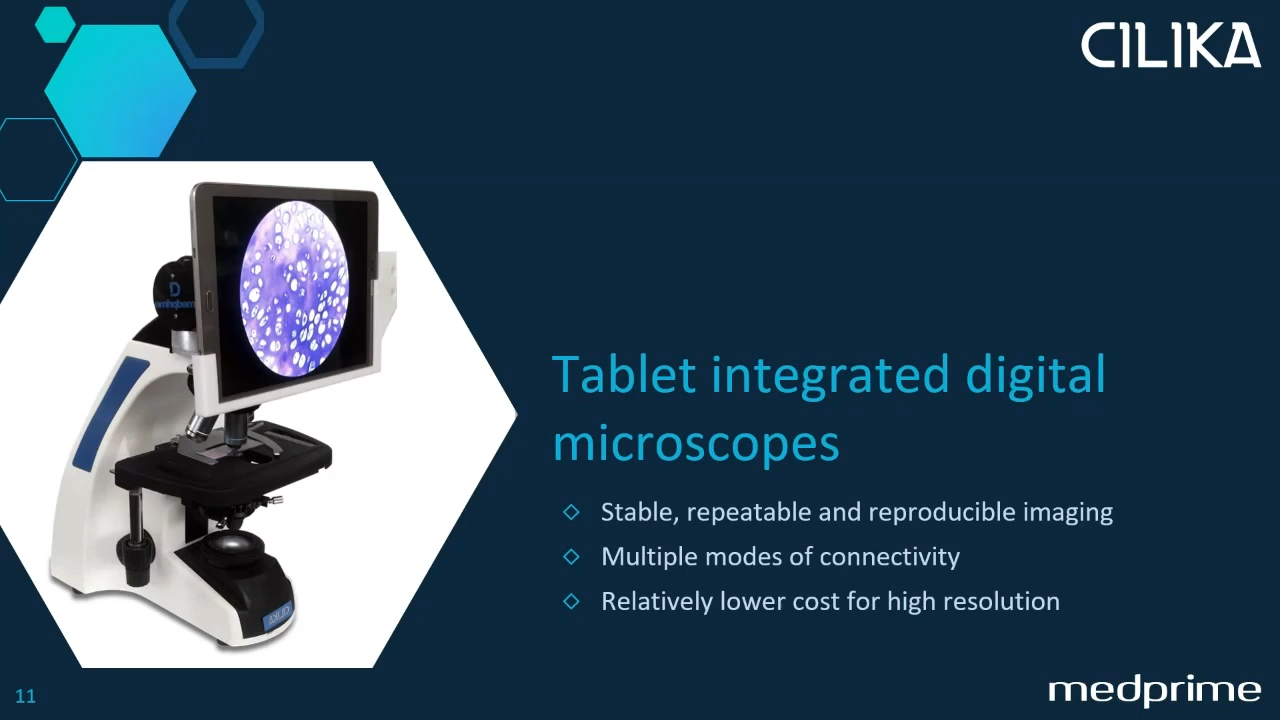 CILIKA
Tablet integrated digital
microscopes
Stable, repeatable and reproducible imaging
Multiple modes of connectivity
Relatively lower cost for high resolution
medprime
11